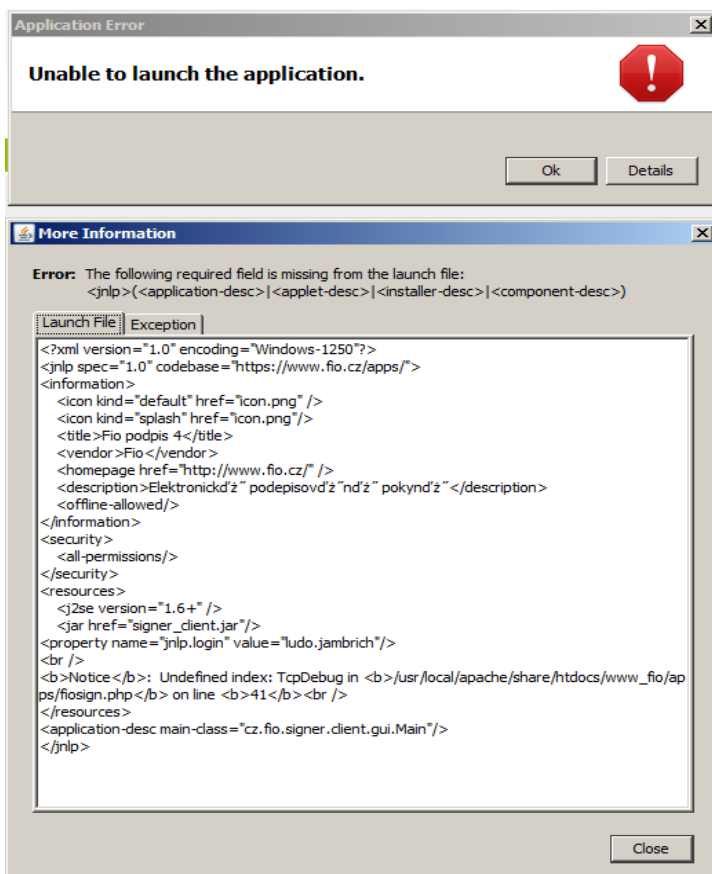 Application Error
Unable to launch the application.
Ok
Details
More Information
Error: The following required field is missing from the launch file:
<jnlp>(<application-desc>|<applet-desc>|<installer-desc>|<component-desc>)
Launch File
Exception
<?xml version="1.0" encoding="Windows-1250"?>
<jnlp spec="1.0" codebase="https://www.fio.cz/apps/">
<information>
<icon kind="default" href="icon.png" />
<icon kind="splash" href="icon.png"/>
<title>Fio podpis 4</title>
<vendor>Fio</vendor>
<homepage href="http://www.fio.cz/" />
<description>Elektronickďż˝ podepisovďż˝nďż˝ pokynďż˝</description>
<offline-allowed/>
</information>
<security>
<all-permissions/>
</security>
<resources>
<j2se version="1.6+" />
<jar href="signer_client.jar"/>
<property name="jnlp.login" value="ludo.jambrich"/>
<br />
<b>Notice</b>:  Undefined index: TcpDebug in <b>/usr/local/apache/share/htdocs/www_fio/ap
ps/fiosign.php</b> on line <b>41</b><br />
</resources>
<application-desc main-class="cz.fio.signer.client.gui.Main"/>
</jnlp>
Close